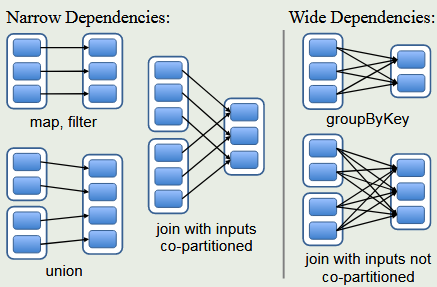 Narrow Dependencies:
Wide Dependencies:
map, filter
groupByKey
union
join with inputs
co-partitioned
join with inputs not
co-partitioned